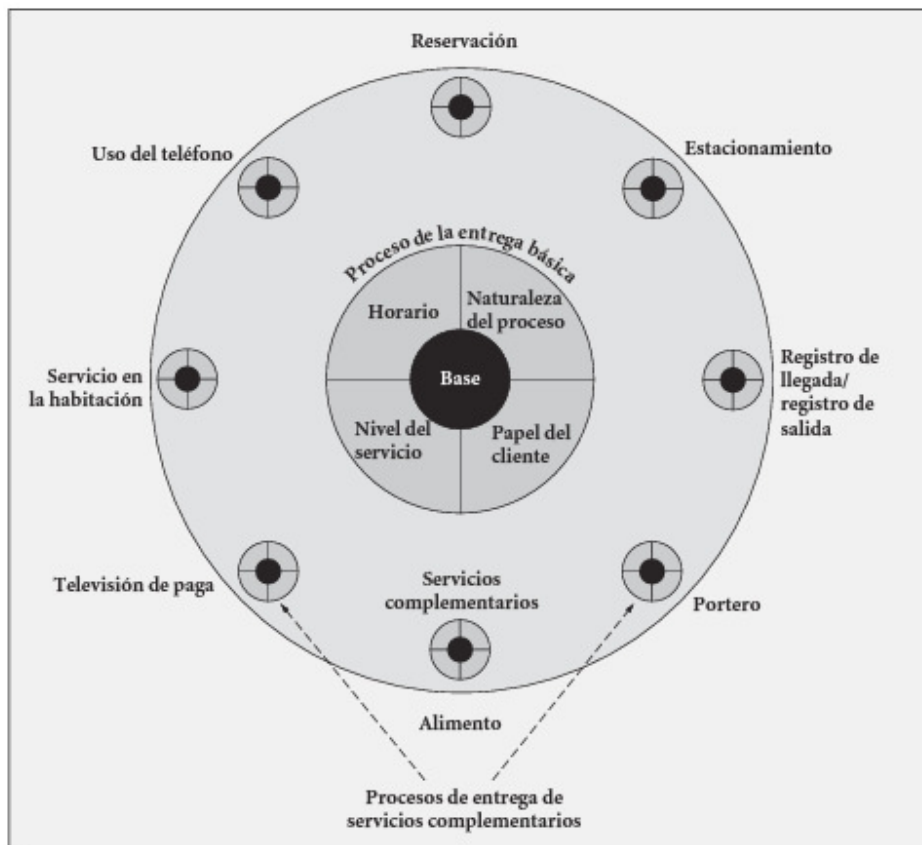 Reservación
Uso del teléfono
Estacionamiento
Proceso de la entrega básica
Horario
Naturaleza
del proceso
Base
Servicio en
la habitación
Registro de
llegada/
registro de
salida
Nivel del
servicio
Papel del
cliente
Televisión de paga
Servicios
complementarios
Portero
Alimento
Procesos de entrega de
servicios complementarios